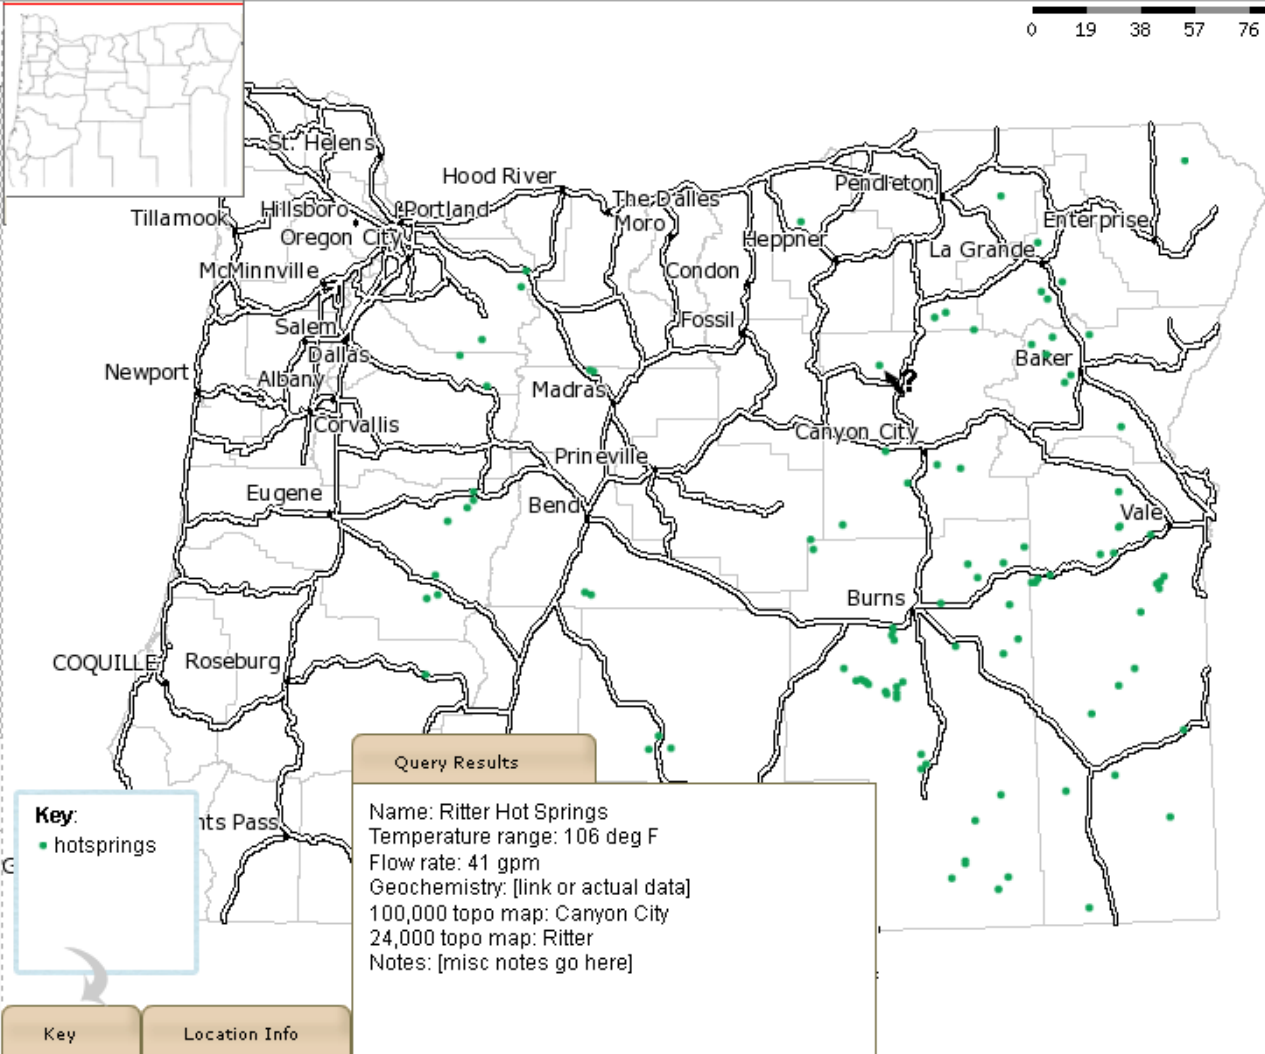 0 19 38 57 76
St. Helens
Hood River
Pendleton
The Dalles
Tillamook
Hillsboro
Portland
Moro
Enterprise
Oregon City
Heppner
La Grande
McMinnville
Condon
Salem
Fossil
Dallas
Baker
Newport
Albany
Madras
?
Corvallis
Canyon City
Prineville
Eugene
Bend
Vale
Burns
COQUILLE
Roseburg
Query Results
Key:
hotsprings
nts Pass
G
Name: Ritter Hot Springs
Temperature range: 106 deg F
Flow rate: 41 gpm
Geochemistry: [link or actual data]
100,000 topo map: Canyon City
24,000 topo map: Ritter
Notes: [misc notes go here]
Key
Location Info